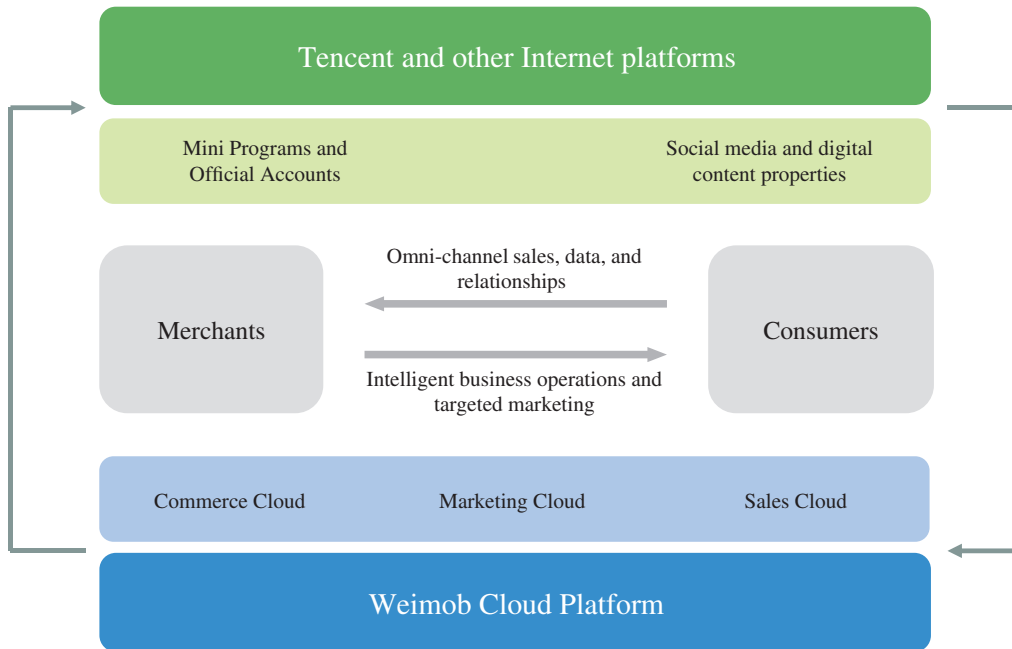 Tencent and other Internet platforms
Mini Programs and
Official Accounts
Social media and digital
content properties
Omni-channel sales, data, and
relationships
Merchants
Consumers
Intelligent business operations and
targeted marketing
Commerce Cloud
Marketing Cloud
Sales Cloud
Weimob Cloud Platform